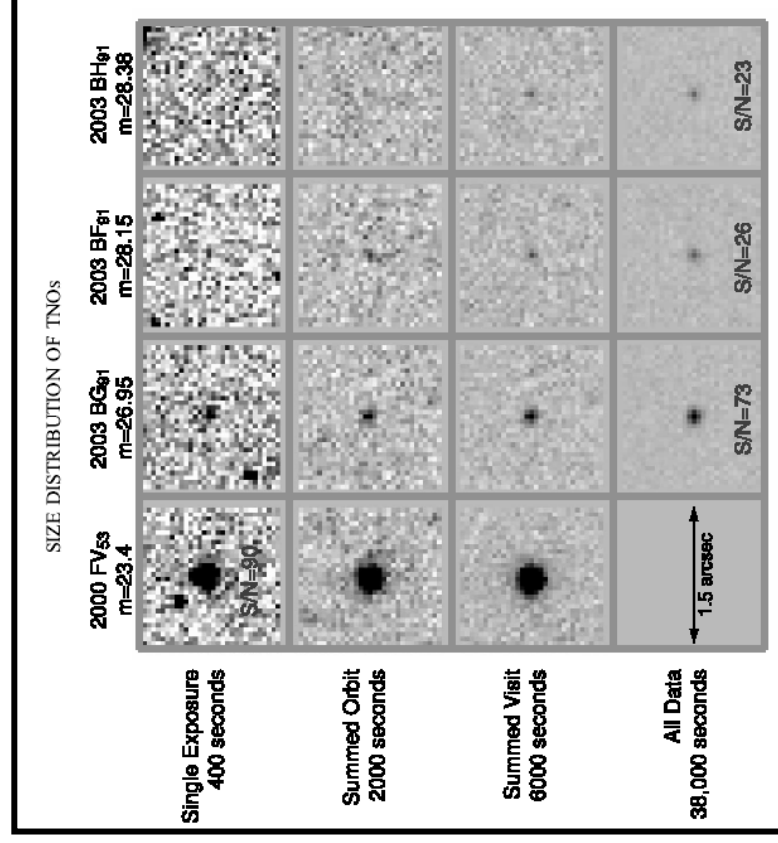 SIZE DISTRIBUTION OF TNOs
2000 FV53
m=23.4
2003 BG91
m=26.95
2003 BF91
m=28.15
2003 BH91
m=28.38
Single Exposure
400 seconds
S/N=90
Summed Orbit
2000 seconds
Summed Visit
6000 seconds
All Data
38,000 seconds
1.5 arcsec
S/N=73
S/N=26
S/N=23